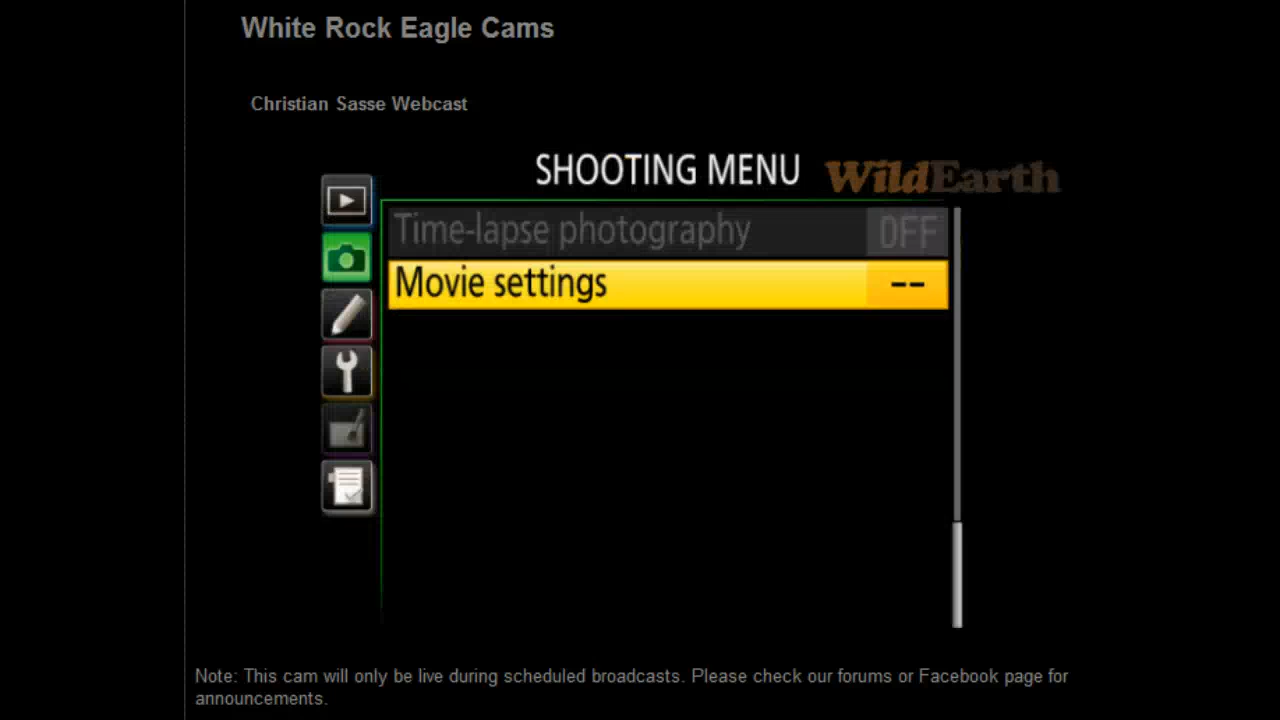 White Rock Eagle Cams
Christian Sasse Webcast
SHOOTING MENU
WildEarth
Time-lapse photography OFF
Movie settings --
Note: This cam will only be live during scheduled broadcasts. Please check our forums or Facebook page for
announcements.